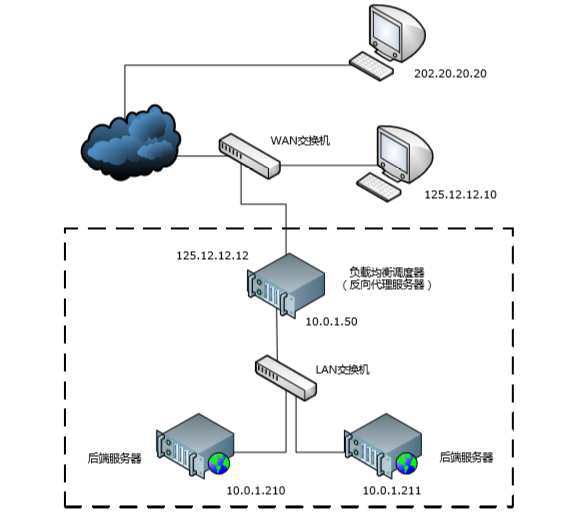 202.20.20.20
WAN交换机
125.12.12.10
125.12.12.12
负载均衡调度器
（反向代理服务器）
10.0.1.50
LAN交换机
后端服务器
后端服务器
10.0.1.210
10.0.1.211